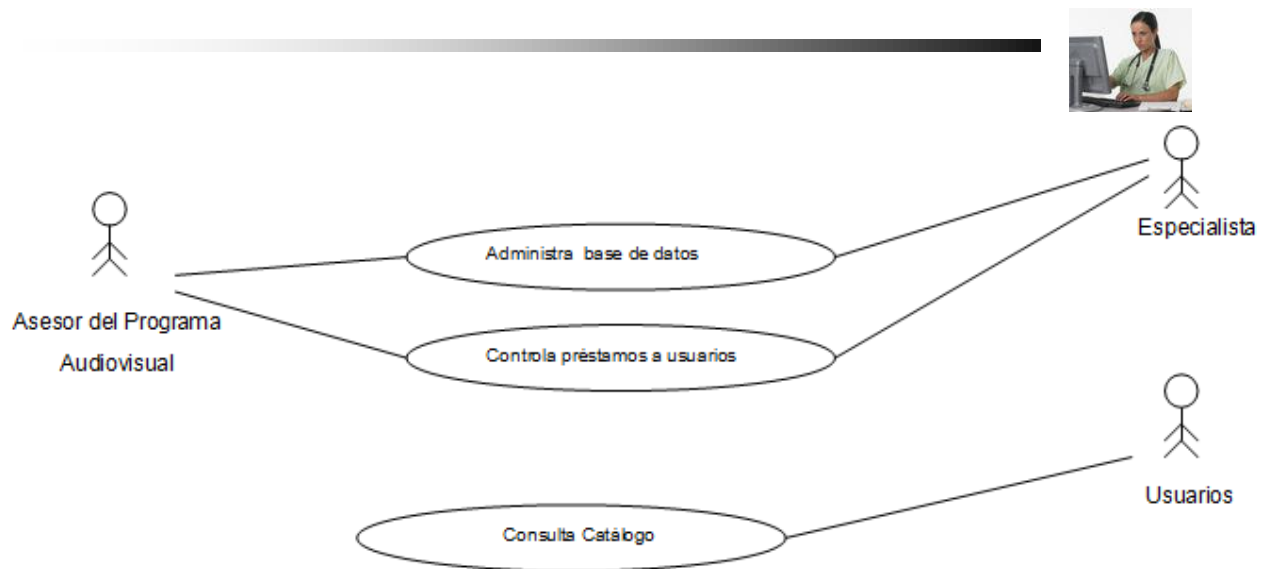 Especialista
Administra base de datos
Asesor del Programa
Audiovisual
Controla préstamos a usuarios
Usuarios
Consulta Catálogo